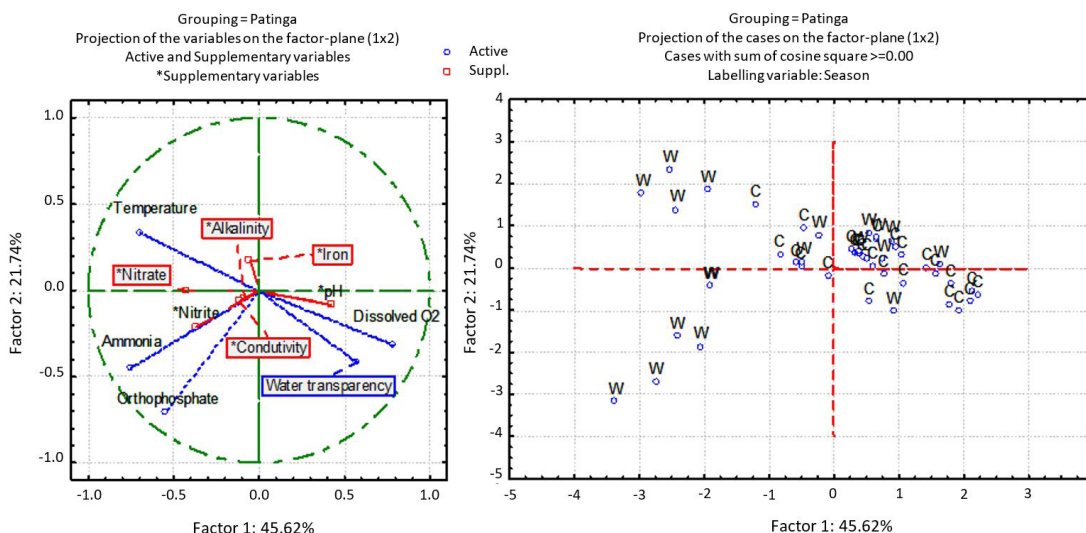 Grouping = Patinga
Projection of the variables on the factor-plane (1x2)
Active and Supplementary variables
*Supplementary variables
Active
Suppl.
1.0
0.5
0.0
-0.5
-1.0
Factor 2: 21.74%
Temperature
*Alkalinity
*Iron
*Nitrate
*pH
*Nitrite
Dissolved O2
Ammonia
*Condutivity
Water transparency
Orthophosphate
-1.0 -0.5 0.0 0.5 1.0
Factor 1: 45.62%
Grouping = Patinga
Projection of the cases on the factor-plane (1x2)
Cases with sum of cosine square >=0.00
Labelling variable: Season
4
3
2
1
0
-1
-2
-3
-4
-5
Factor 2: 21.74%
W
W W
W C
C W W
C W C
C W C
C C W
C C C
W C C
C C W C C
W W
W
W
-5 -4 -3 -2 -1 0 1 2 3 4
Factor 1: 45.62%